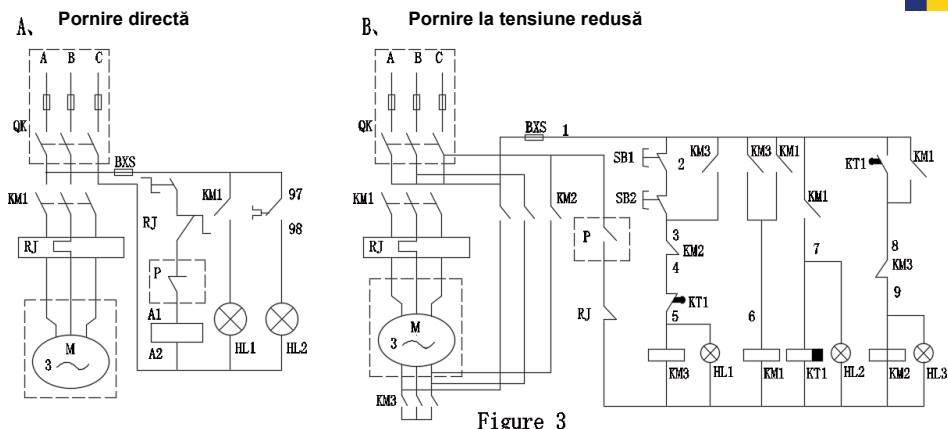 A、 Pornire directă
A B C
QK
BXS
KM1
RJ
M
3
RJ
KM1
97
98
P
A1
A2
HL1
HL2
B、 Pornire la tensiune redusă
A B C
QK
BXS 1
KM1
RJ
M
3
KM3
KM2
P
RJ
SB1
2
SB2
KM3
3
KM2
4
KT1
5
KM3
HL1
KM3
KM1
6
KM1
KM1
7
KT1
HL2
KT1
KM1
8
KM3
9
KM2
HL3
Figure 3